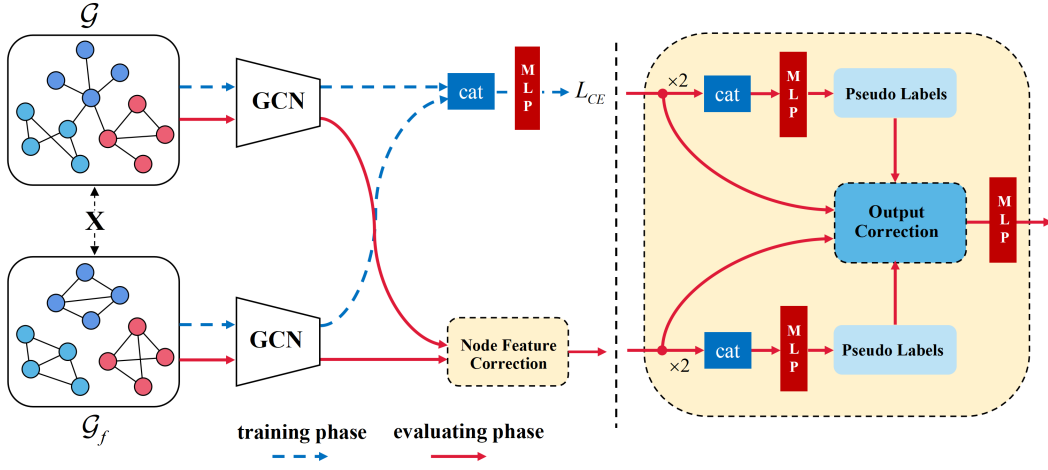 𝒢
GCN
cat
MLP
L_CE
X
GCN
𝒢_f
Node Feature
Correction
training phase
evaluating phase
×2
cat
MLP
Pseudo Labels
Output
Correction
MLP
×2
cat
MLP
Pseudo Labels